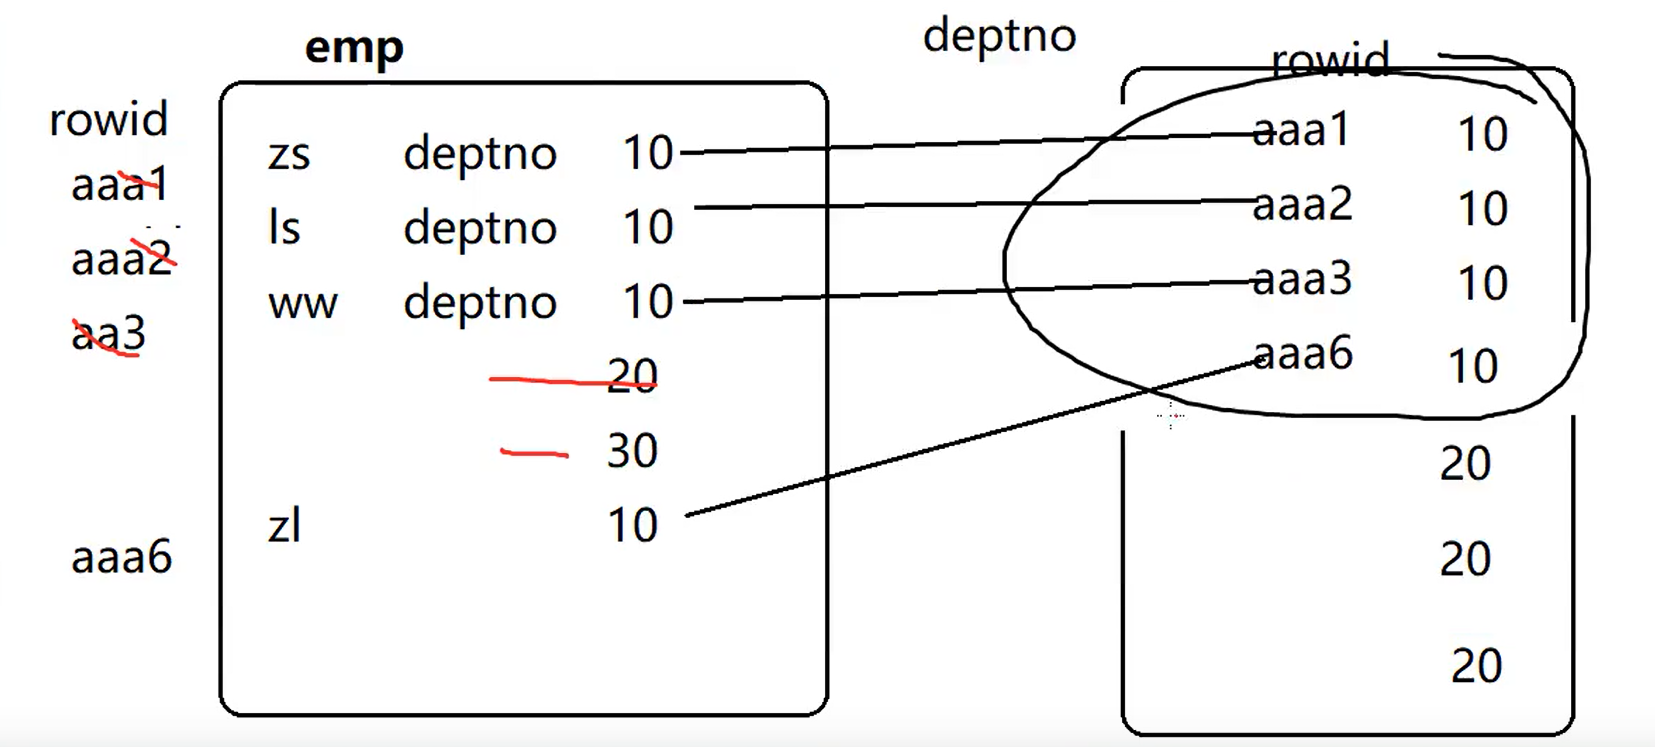 emp
deptno
rowid
rowid
aaa1
aaa2
aa3
aaa6
zs deptno 10
ls deptno 10
ww deptno 10
20
30
zl 10
aaa1 10
aaa2 10
aaa3 10
aaa6 10
20
20
20